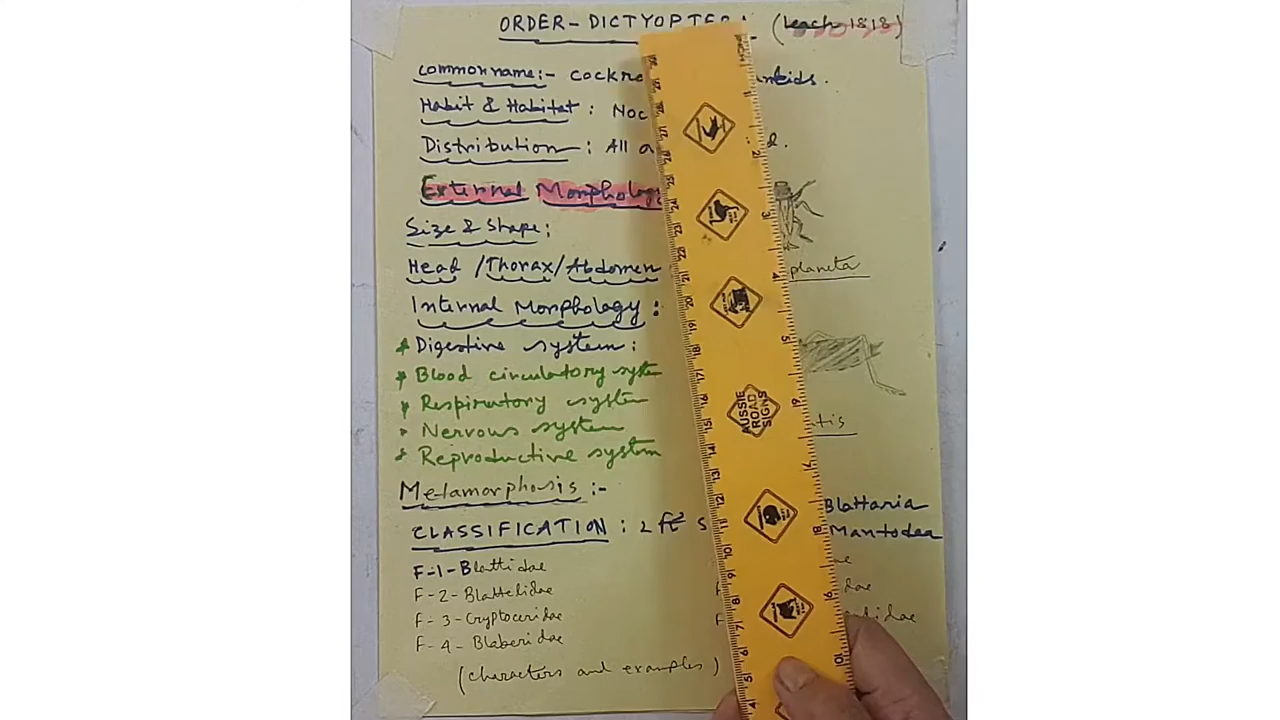 ORDER - DICTYOPTERA (Leach 1818)
Common name :- Cockro
Habit & Habitat : Noc
Distribution : All a d.
External Morphology
Size & Shape :
Head / Thorax / Abdomen
planeta
Internal Morphology :
Digestive system :
Blood circulatory system
Respiratory system
Nervous system
tis
Reproductive system
Metamorphosis :-
CLASSIFICATION : 2 S
Blattaria
Mantodea
F-1- Blattidae
F-2- Blattelidae
F-3- Cryptoceridae
F-4- Blaberidae
(characters and examples)
AUSSIE
ROAD
SIGNS